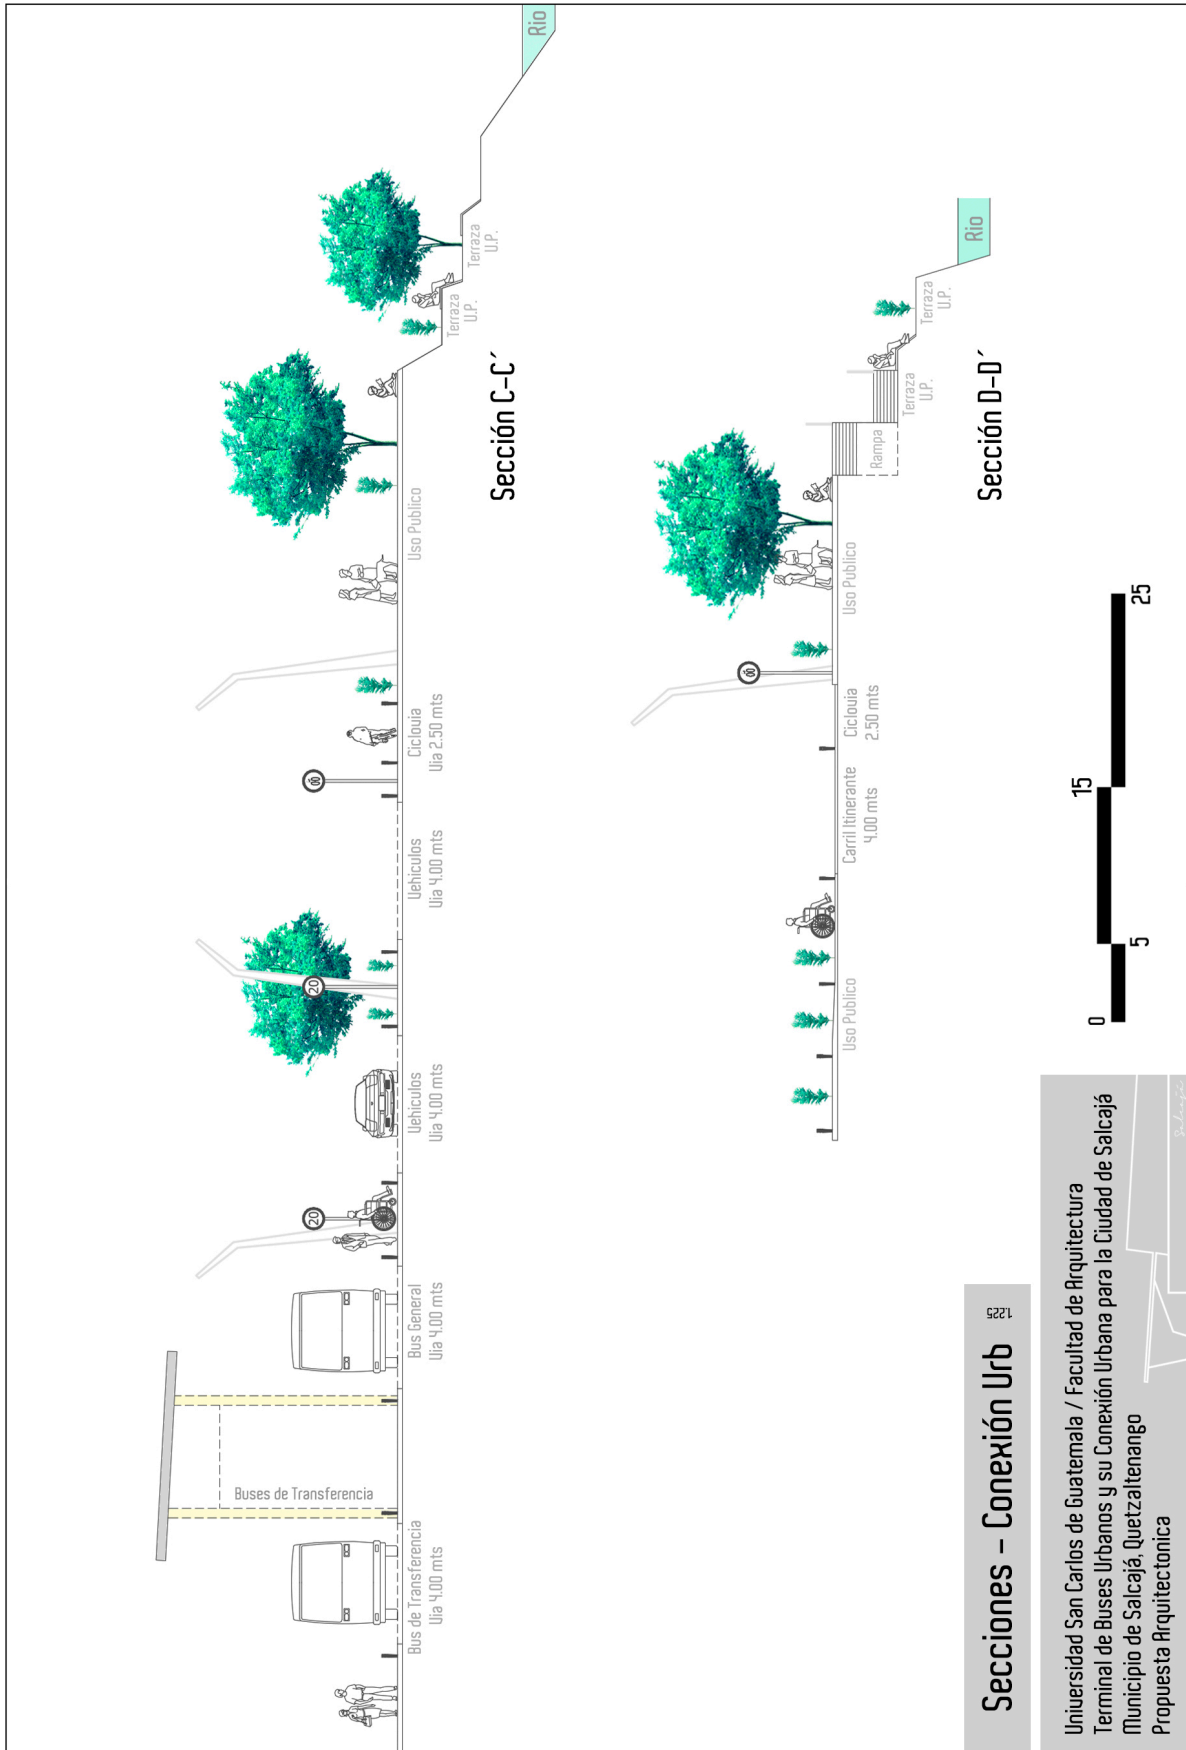 Buses de Transferencia
Bus de Transferencia
Via 4.00 mts
Bus General
Via 4.00 mts
20
Vehiculos
Via 4.00 mts
20
Vehiculos
Via 4.00 mts
Ciclovia
Via 2.50 mts
Uso Publico
Terraza
U.P.
Terraza
U.P.
Rio
Sección C-C´
Uso Publico
Carril Itinerante
4.00 mts
Ciclovia
2.50 mts
Uso Publico
Rampa
Terraza
U.P.
Terraza
U.P.
Rio
Sección D-D´
0
5
15
25
Secciones - Conexión Urb
1.225
Universidad San Carlos de Guatemala / Facultad de Arquitectura
Terminal de Buses Urbanos y su Conexión Urbana para la Ciudad de Salcajá
Municipio de Salcajá, Quetzaltenango
Propuesta Arquitectonica